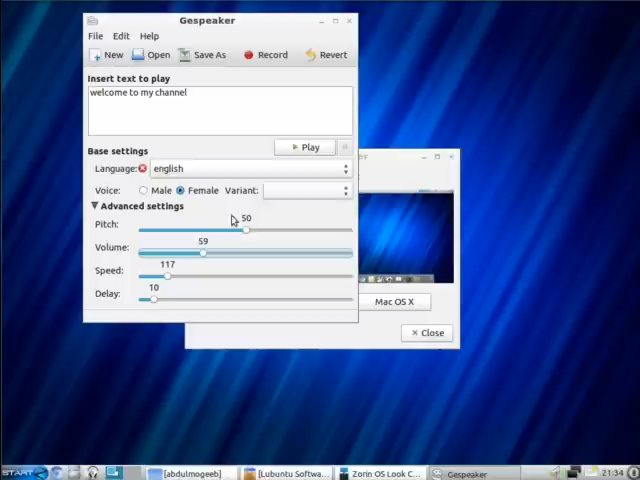 Gespeaker
File Edit Help
New Open Save As Record Revert
Insert text to play
welcome to my channel
Play
Base settings
Language: english
Voice: Male Female Variant:
Advanced settings
50
Pitch:
59
Volume:
117
Speed:
10
Delay:
Mac OS X
Close
START [abdulmogeeb] [Lubuntu Softwa... Zorin OS Look C... Gespeaker 21:34